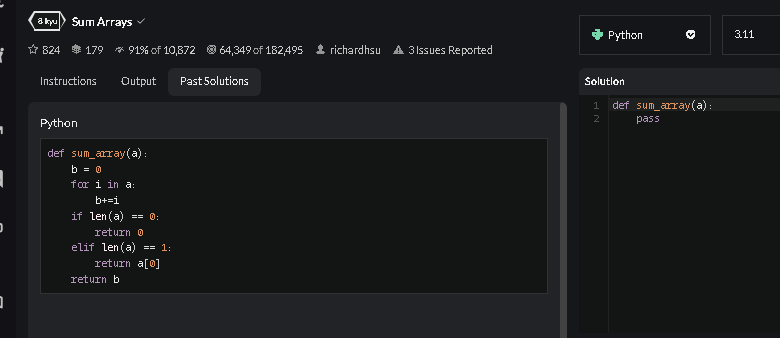 8 kyu Sum Arrays
824 179 91% of 10,872 64,349 of 182,495 richardhsu 3 Issues Reported
Instructions Output Past Solutions
Python
def sum_array(a):
    b = 0
    for i in a:
        b+=i
    if len(a) == 0:
        return 0
    elif len(a) == 1:
        return a[0]
    return b
Python 3.11
Solution
1 def sum_array(a):
2     pass